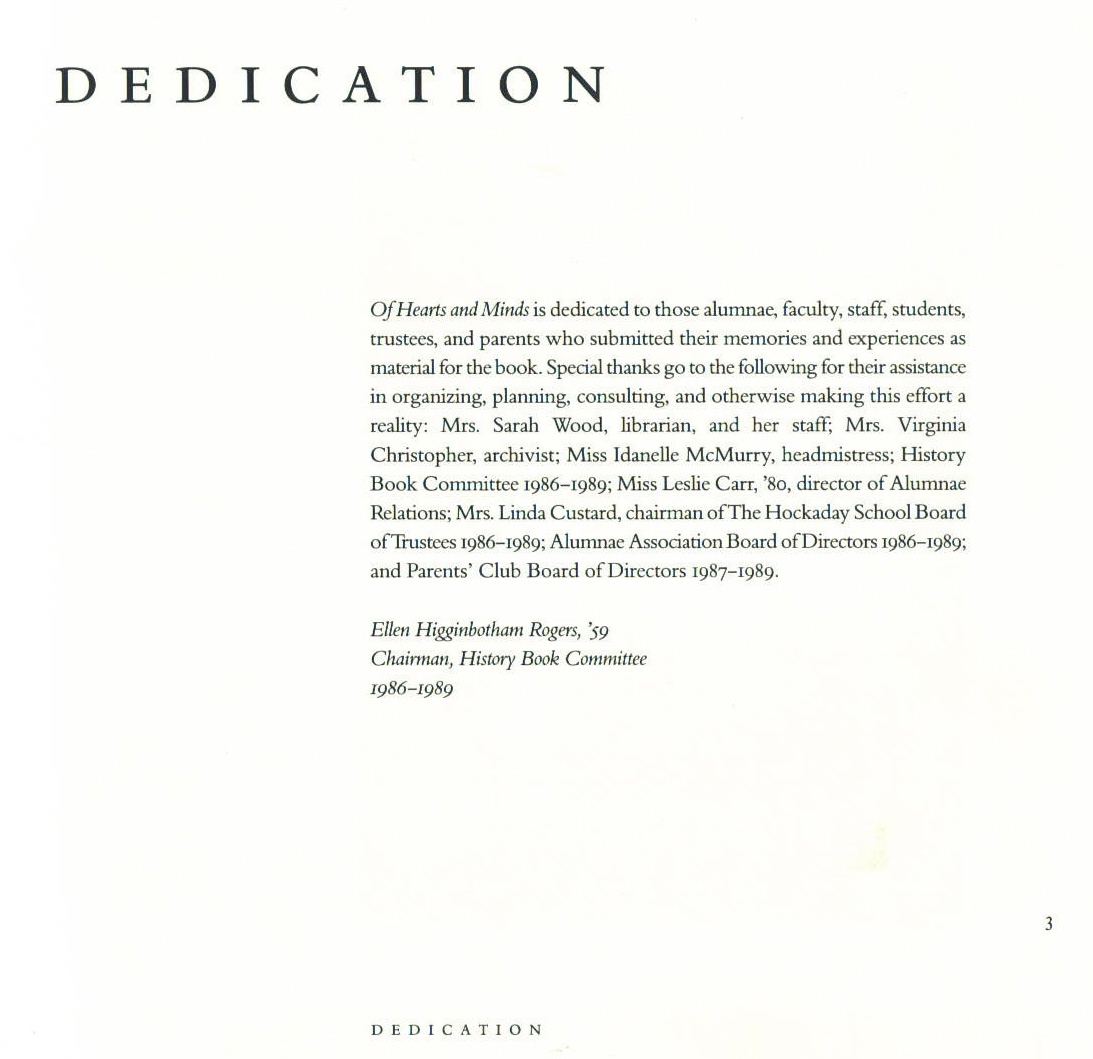 DEDICATION
Of Hearts and Minds is dedicated to those alumnae, faculty, staff, students,
trustees, and parents who submitted their memories and experiences as
material for the book. Special thanks go to the following for their assistance
in organizing, planning, consulting, and otherwise making this effort a
reality: Mrs. Sarah Wood, librarian, and her staff; Mrs. Virginia
Christopher, archivist; Miss Idanelle McMurry, headmistress; History
Book Committee 1986–1989; Miss Leslie Carr, ’80, director of Alumnae
Relations; Mrs. Linda Custard, chairman of The Hockaday School Board
of Trustees 1986–1989; Alumnae Association Board of Directors 1986–1989;
and Parents’ Club Board of Directors 1987–1989.
Ellen Higginbotham Rogers, ’59
Chairman, History Book Committee
1986–1989
3
DEDICATION